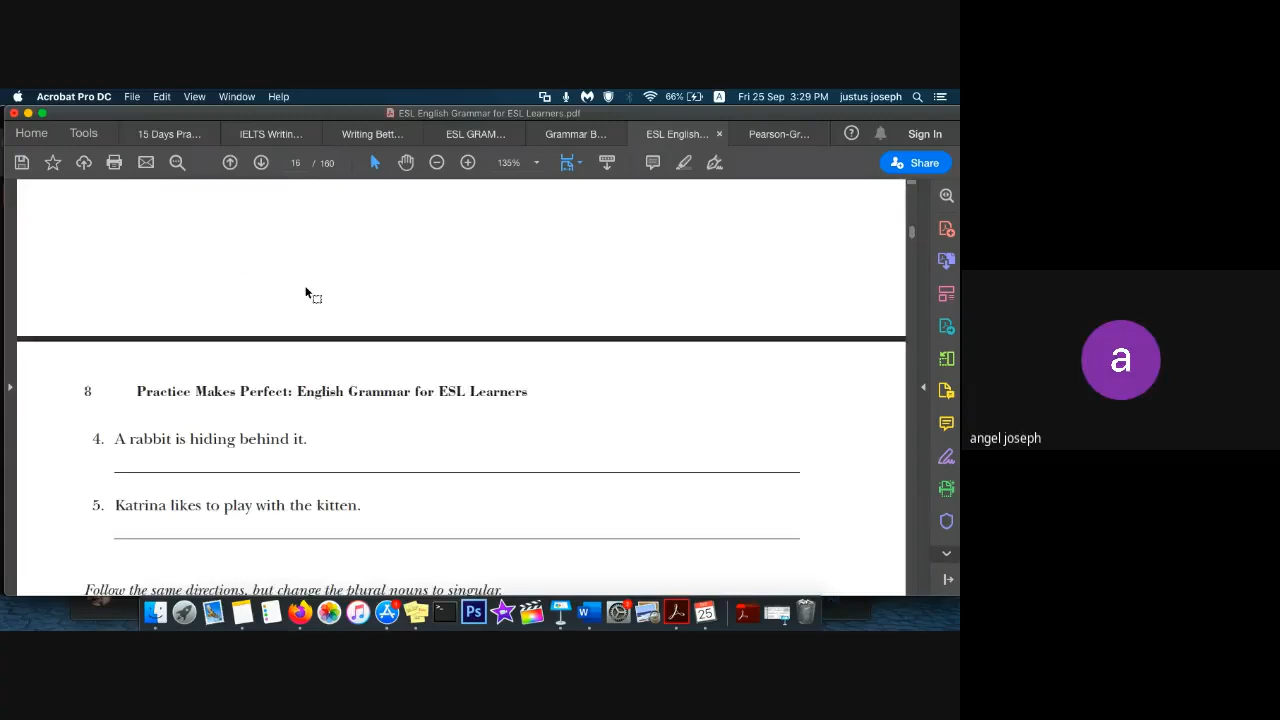 Acrobat Pro DC File Edit View Window Help 66% A Fri 25 Sep 3:29 PM justus joseph
ESL English Grammar for ESL Learners.pdf
Home Tools 15 Days Pra... IELTS Writin... Writing Bett... ESL GRAM... Grammar B... ESL English... × Pearson-Gr... Sign In
16 / 160 135% Share
8 Practice Makes Perfect: English Grammar for ESL Learners
4. A rabbit is hiding behind it.
5. Katrina likes to play with the kitten.
Follow the same directions, but change the plural nouns to singular.
Ps W 25
a
angel joseph